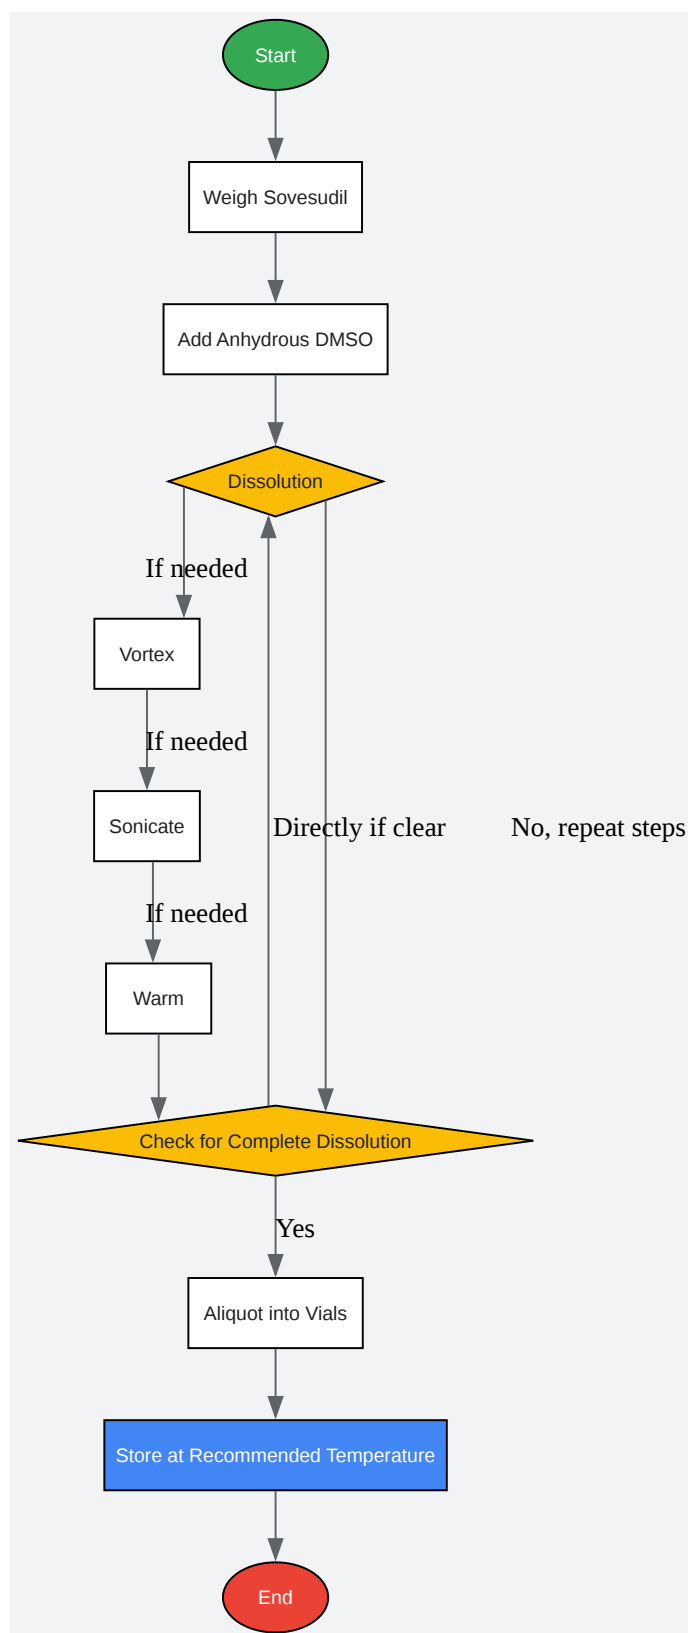 Start
Weigh Sovesudil
Add Anhydrous DMSO
Dissolution
If needed
Vortex
If needed
Sonicate
Directly if clear
No, repeat steps
If needed
Warm
Check for Complete Dissolution
Yes
Aliquot into Vials
Store at Recommended Temperature
End